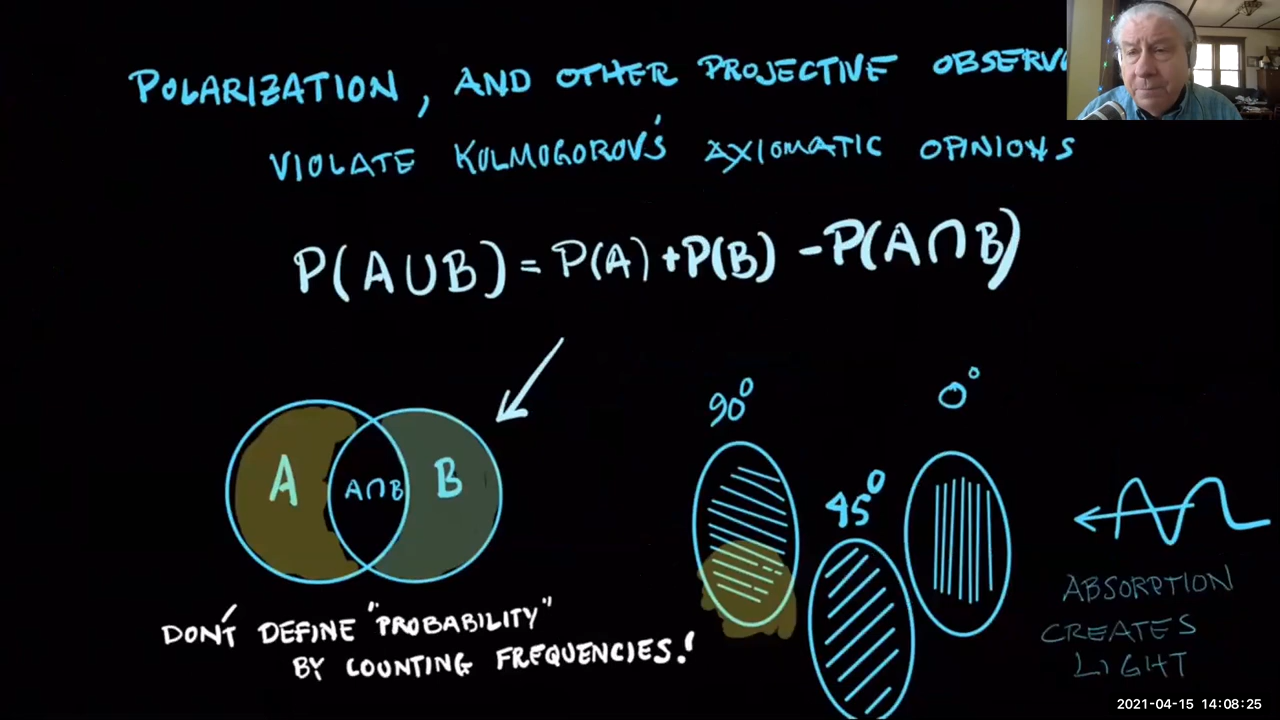 POLARIZATION, AND OTHER PROJECTIVE OBSERV
VIOLATE KOLMOGOROV'S AXIOMATIC OPINIONS
P(A∪B) = P(A) + P(B) - P(A∩B)
90°
0°
45°
A
A∩B
B
DON'T DEFINE "PROBABILITY"
BY COUNTING FREQUENCIES!
ABSORPTION
CREATES
LIGHT
2021-04-15 14:08:25